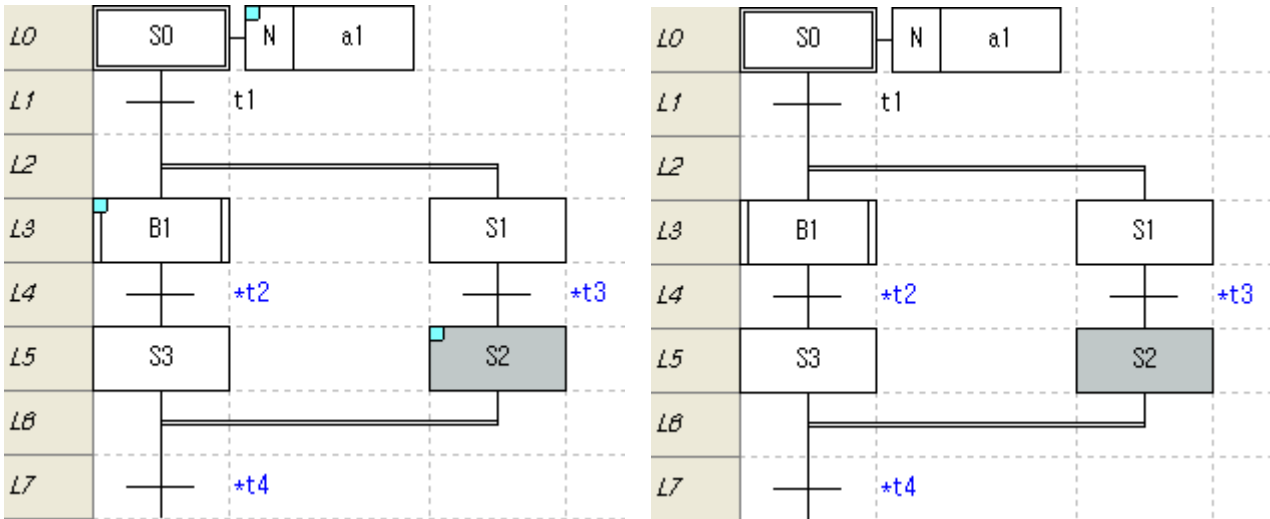 L0 S0 N a1
L1 t1
L2
L3 B1 S1
L4 *t2 *t3
L5 S3 S2
L6
L7 *t4
L0 S0 N a1
L1 t1
L2
L3 B1 S1
L4 *t2 *t3
L5 S3 S2
L6
L7 *t4